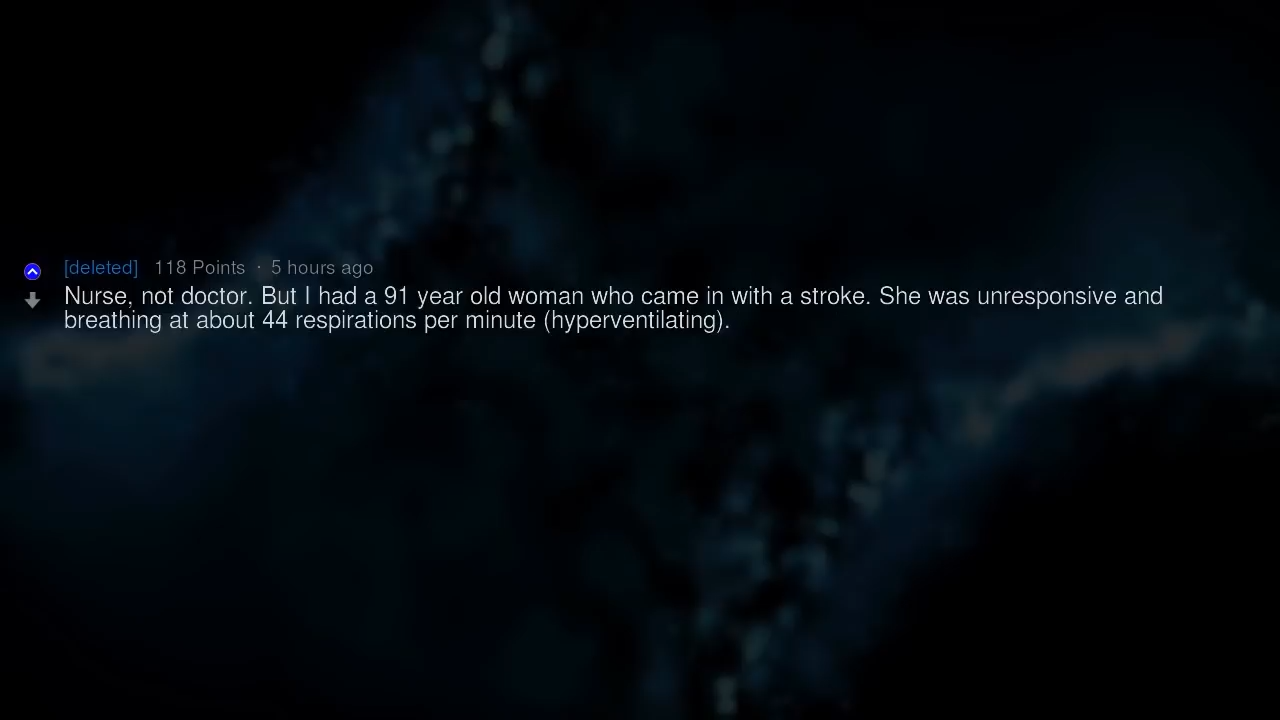 [deleted] 118 Points · 5 hours ago
Nurse, not doctor. But I had a 91 year old woman who came in with a stroke. She was unresponsive and
breathing at about 44 respirations per minute (hyperventilating).